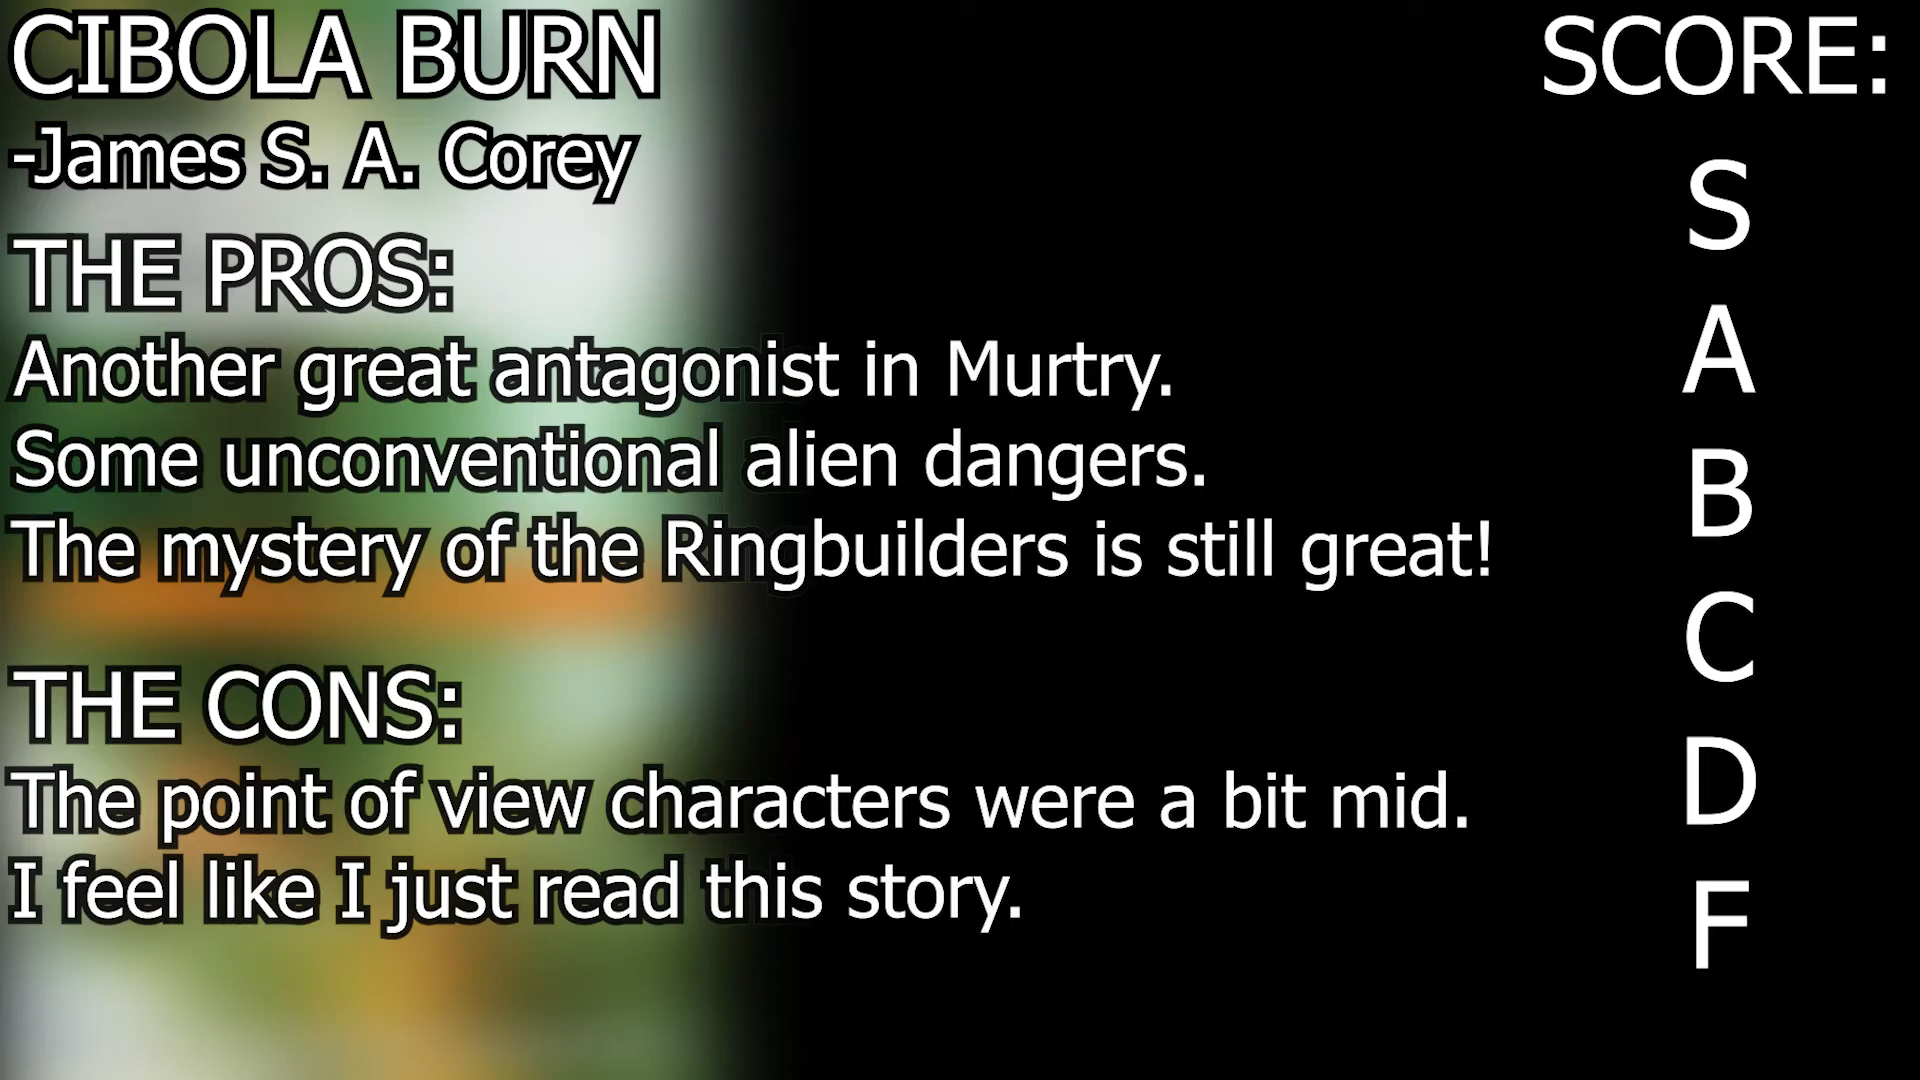 CIBOLA BURN
-James S. A. Corey
THE PROS:
Another great antagonist in Murtry.
Some unconventional alien dangers.
The mystery of the Ringbuilders is still great!
THE CONS:
The point of view characters were a bit mid.
I feel like I just read this story.
SCORE:
S
A
B
C
D
F